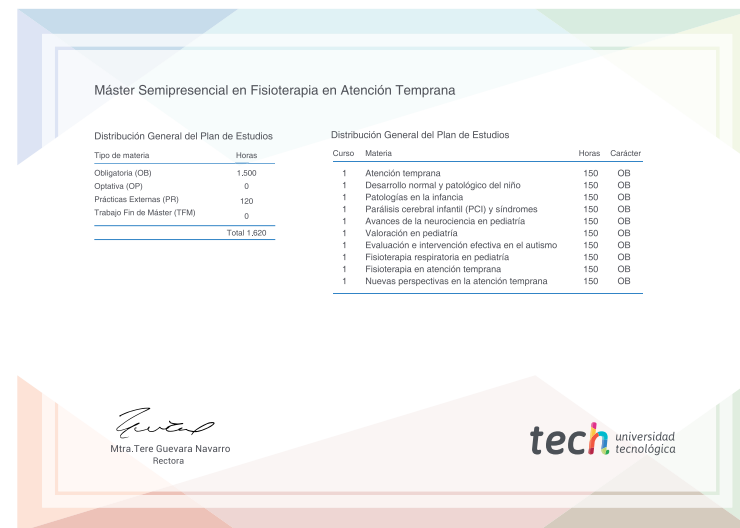 Máster Semipresencial en Fisioterapia en Atención Temprana
Distribución General del Plan de Estudios
Tipo de materia Horas
Obligatoria (OB) 1.500
Optativa (OP) 0
Prácticas Externas (PR) 120
Trabajo Fin de Máster (TFM) 0
Total 1,620
Distribución General del Plan de Estudios
Curso Materia Horas Carácter
1 Atención temprana 150 OB
1 Desarrollo normal y patológico del niño 150 OB
1 Patologías en la infancia 150 OB
1 Parálisis cerebral infantil (PCI) y síndromes 150 OB
1 Avances de la neurociencia en pediatría 150 OB
1 Valoración en pediatría 150 OB
1 Evaluación e intervención efectiva en el autismo 150 OB
1 Fisioterapia respiratoria en pediatría 150 OB
1 Fisioterapia en atención temprana 150 OB
1 Nuevas perspectivas en la atención temprana 150 OB
Mtra.Tere Guevara Navarro
Rectora
tech universidad
tecnológica